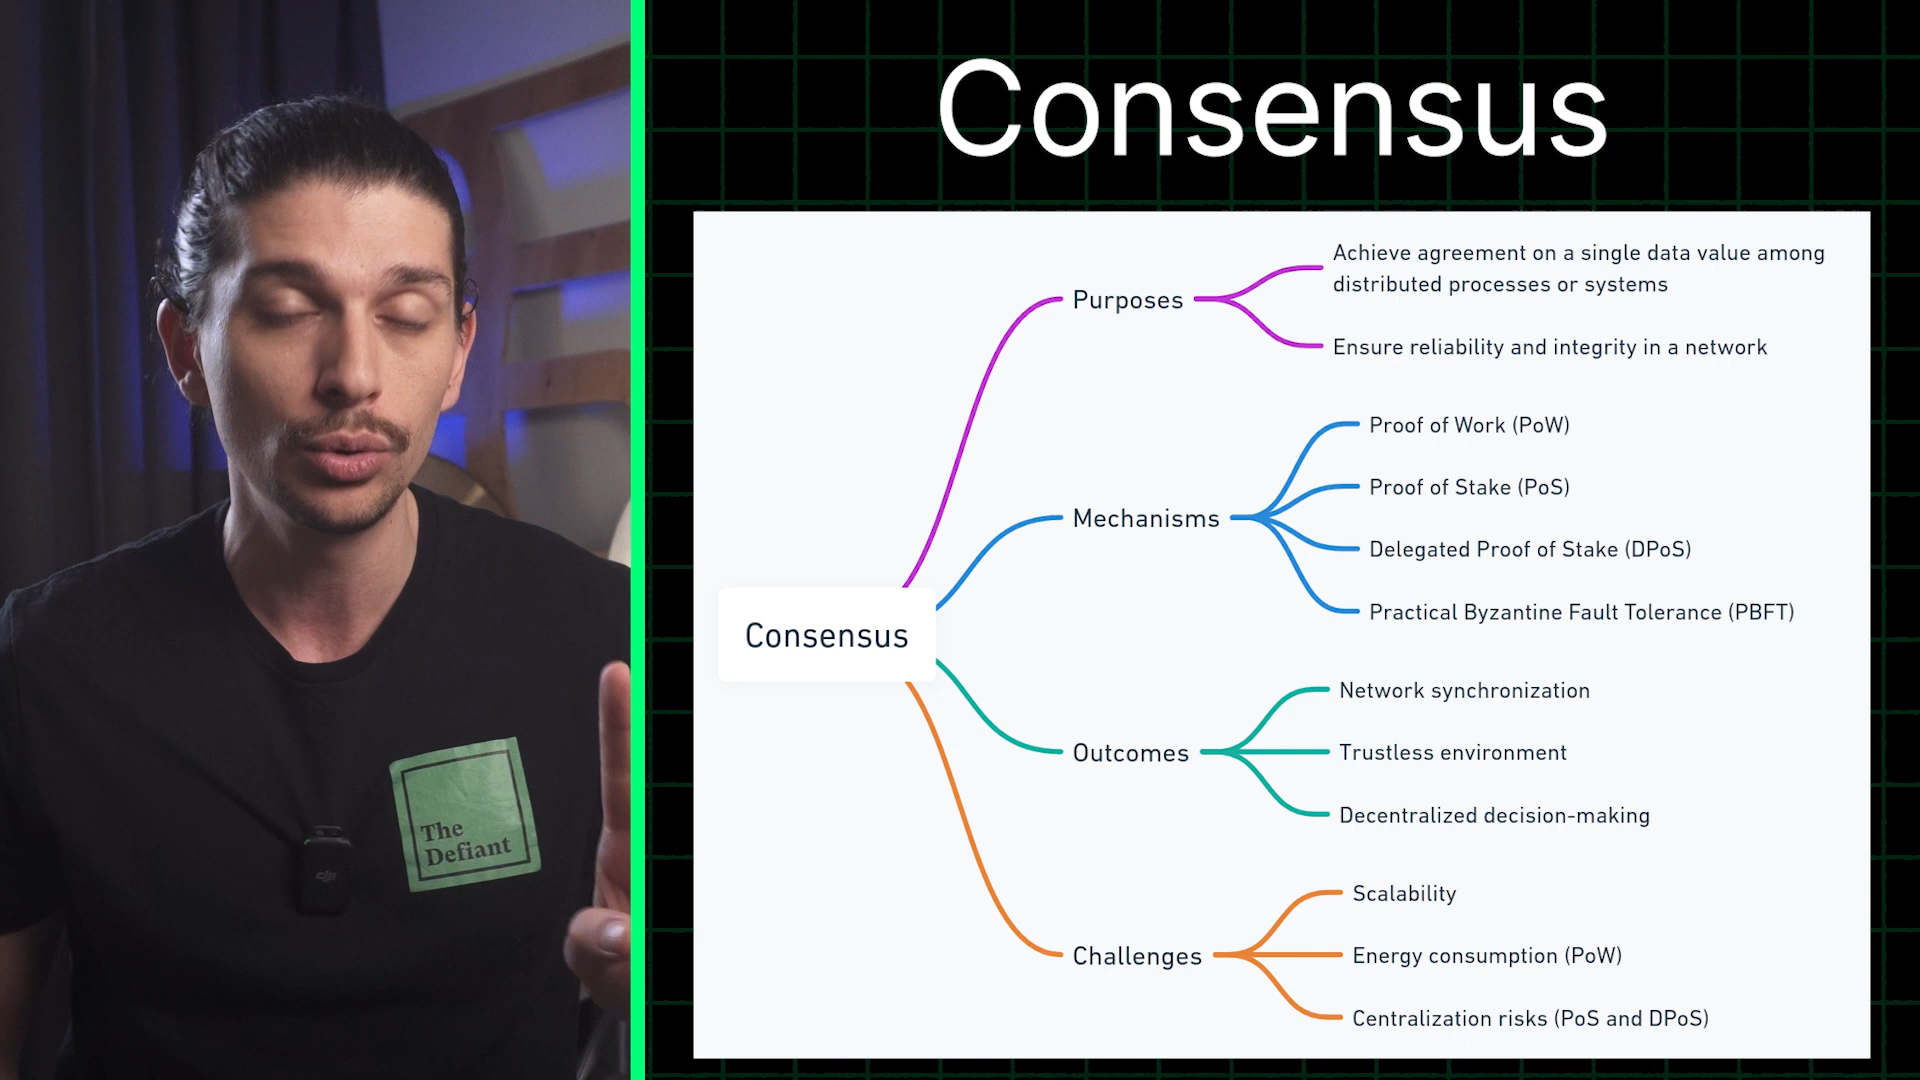 Consensus
Achieve agreement on a single data value among
distributed processes or systems
Purposes
Ensure reliability and integrity in a network
Proof of Work (PoW)
Proof of Stake (PoS)
Mechanisms
Delegated Proof of Stake (DPoS)
Practical Byzantine Fault Tolerance (PBFT)
Consensus
Network synchronization
Outcomes
Trustless environment
Decentralized decision-making
Scalability
Challenges
Energy consumption (PoW)
Centralization risks (PoS and DPoS)
The
Defiant
dji